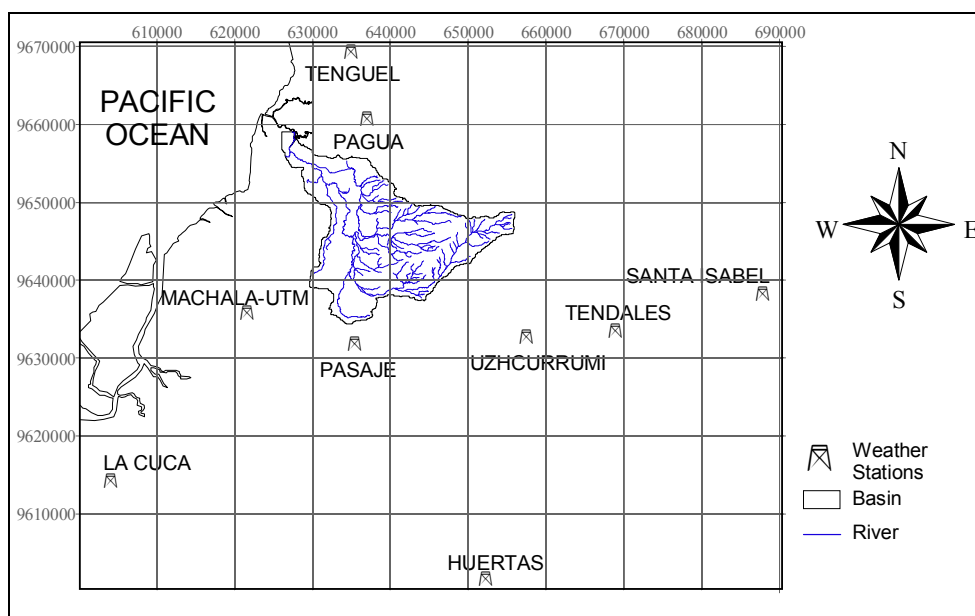 610000 620000 630000 640000 650000 660000 670000 680000 690000
9670000
TENGUEL
PACIFIC
OCEAN
9660000
PAGUA
N
9650000
W E
9640000
SANTA ISABEL
S
MACHALA-UTM
TENDALES
9630000
PASAJE
UZHCURRUMI
9620000
LA CUCA
Weather
Stations
Basin
9610000
River
HUERTAS